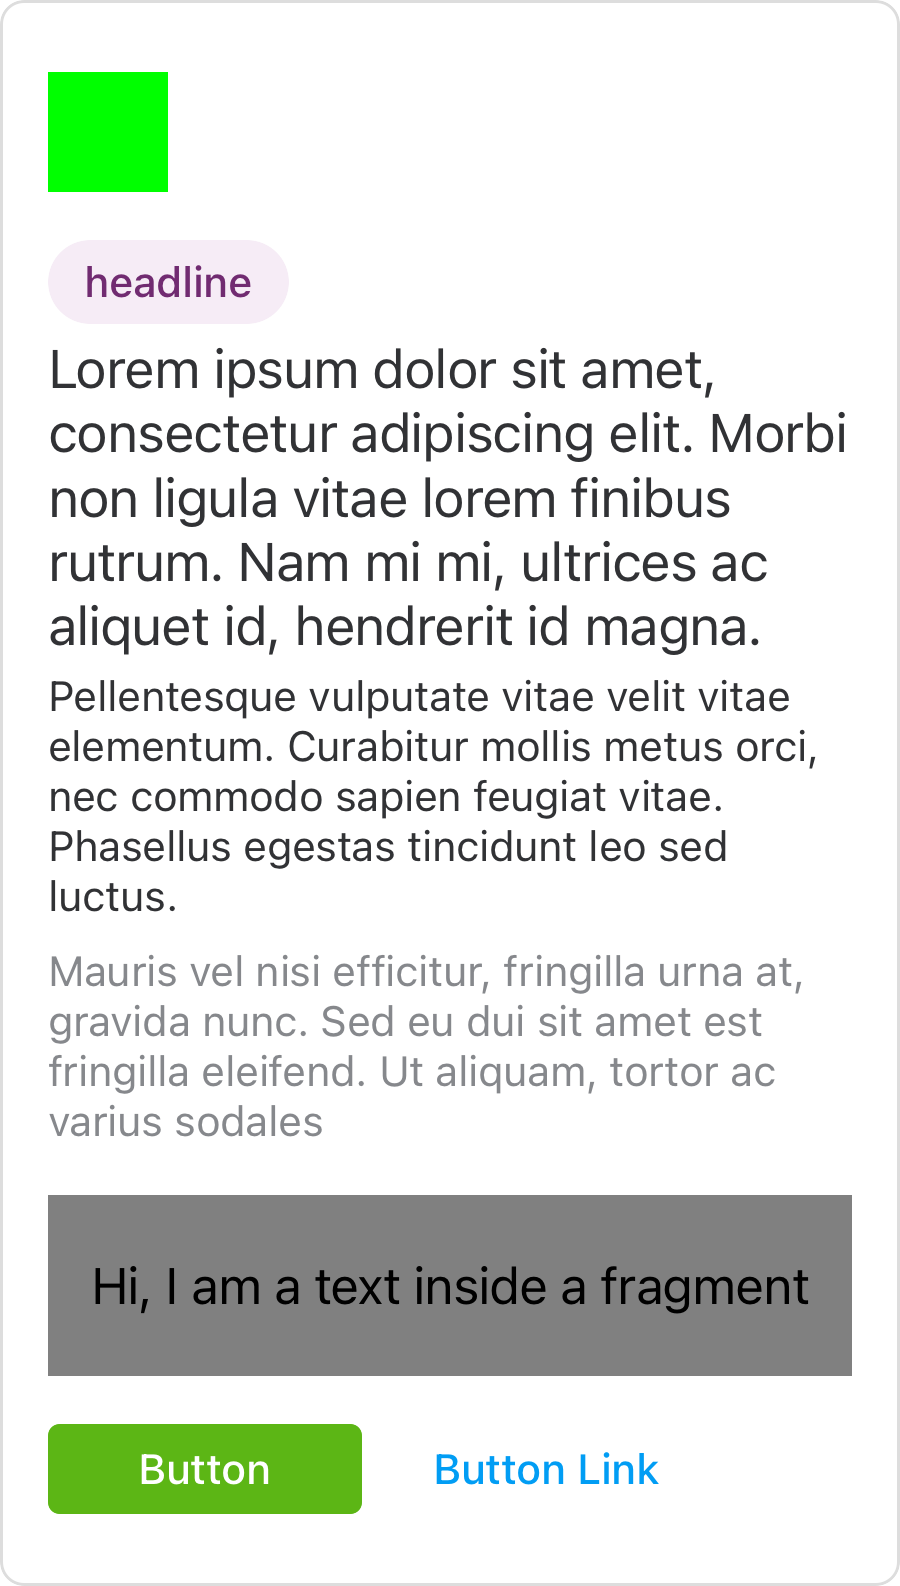 headline
Lorem ipsum dolor sit amet,
consectetur adipiscing elit. Morbi
non ligula vitae lorem finibus
rutrum. Nam mi mi, ultrices ac
aliquet id, hendrerit id magna.
Pellentesque vulputate vitae velit vitae
elementum. Curabitur mollis metus orci,
nec commodo sapien feugiat vitae.
Phasellus egestas tincidunt leo sed
luctus.
Mauris vel nisi efficitur, fringilla urna at,
gravida nunc. Sed eu dui sit amet est
fringilla eleifend. Ut aliquam, tortor ac
varius sodales
Hi, I am a text inside a fragment
Button
Button Link